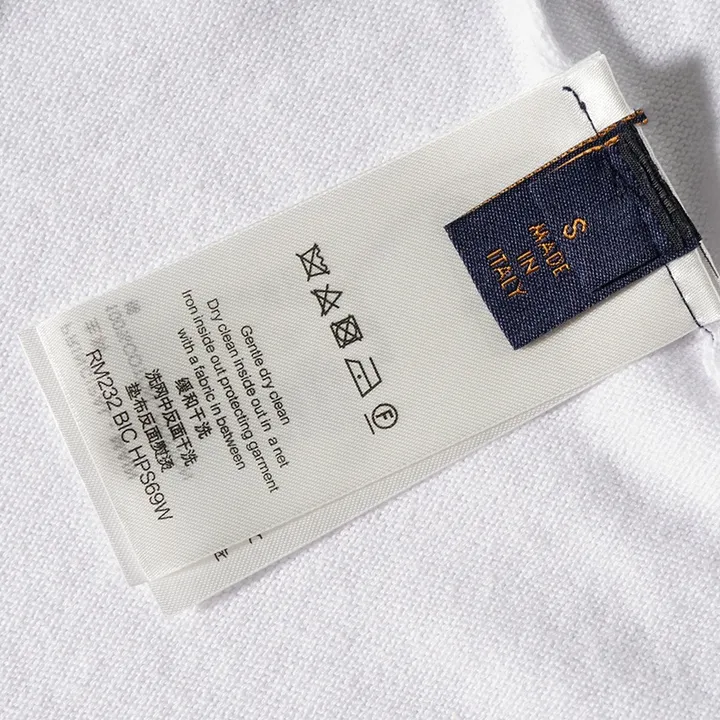 S
MADE
IN
ITALY
Gentle dry clean
Dry clean inside out in a net
Iron inside out protecting garment
with a fabric in between
缓和干洗
洗网中反面干洗
垫布反面熨烫
RM232 BIC HPS69W
F